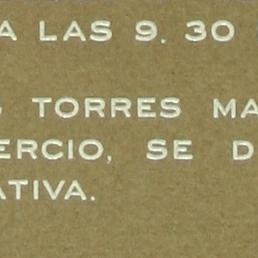 A LAS 9. 30
TORRES MA
ERCIO, SE D
ATIVA.